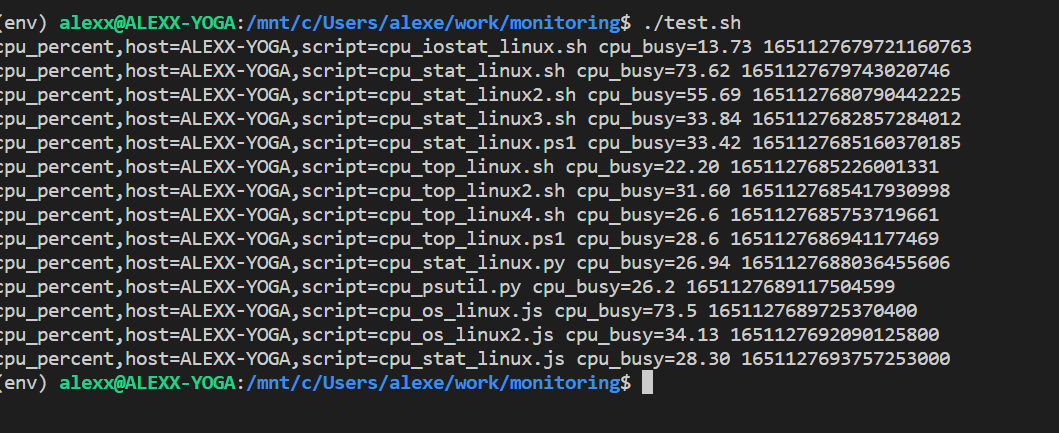 (env) alexx@ALEXX-YOGA:/mnt/c/Users/alexe/work/monitoring$ ./test.sh
cpu_percent,host=ALEXX-YOGA,script=cpu_iostat_linux.sh cpu_busy=13.73 1651127679721160763
cpu_percent,host=ALEXX-YOGA,script=cpu_stat_linux.sh cpu_busy=73.62 1651127679743020746
cpu_percent,host=ALEXX-YOGA,script=cpu_stat_linux2.sh cpu_busy=55.69 1651127680790442225
cpu_percent,host=ALEXX-YOGA,script=cpu_stat_linux3.sh cpu_busy=33.84 1651127682857284012
cpu_percent,host=ALEXX-YOGA,script=cpu_stat_linux.ps1 cpu_busy=33.42 1651127685160370185
cpu_percent,host=ALEXX-YOGA,script=cpu_top_linux.sh cpu_busy=22.20 1651127685226001331
cpu_percent,host=ALEXX-YOGA,script=cpu_top_linux2.sh cpu_busy=31.60 1651127685417930998
cpu_percent,host=ALEXX-YOGA,script=cpu_top_linux4.sh cpu_busy=26.6 1651127685753719661
cpu_percent,host=ALEXX-YOGA,script=cpu_top_linux.ps1 cpu_busy=28.6 1651127686941177469
cpu_percent,host=ALEXX-YOGA,script=cpu_stat_linux.py cpu_busy=26.94 1651127688036455606
cpu_percent,host=ALEXX-YOGA,script=cpu_psutil.py cpu_busy=26.2 1651127689117504599
cpu_percent,host=ALEXX-YOGA,script=cpu_os_linux.js cpu_busy=73.5 1651127689725370400
cpu_percent,host=ALEXX-YOGA,script=cpu_os_linux2.js cpu_busy=34.13 1651127692090125800
cpu_percent,host=ALEXX-YOGA,script=cpu_stat_linux.js cpu_busy=28.30 1651127693757253000
(env) alexx@ALEXX-YOGA:/mnt/c/Users/alexe/work/monitoring$